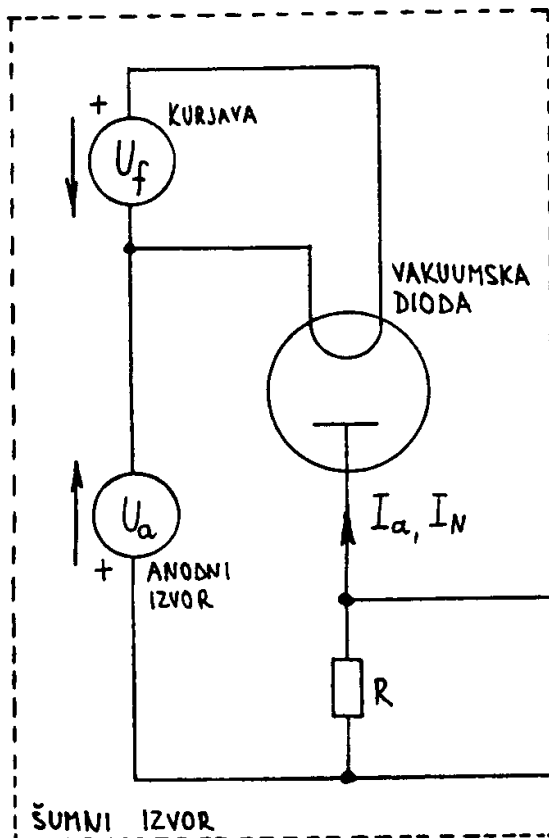 +
KURJAVA
U_f
VAKUUMSKA
DIODA
U_a
+
ANODNI
IZVOR
I_a, I_N
R
ŠUMNI IZVOR